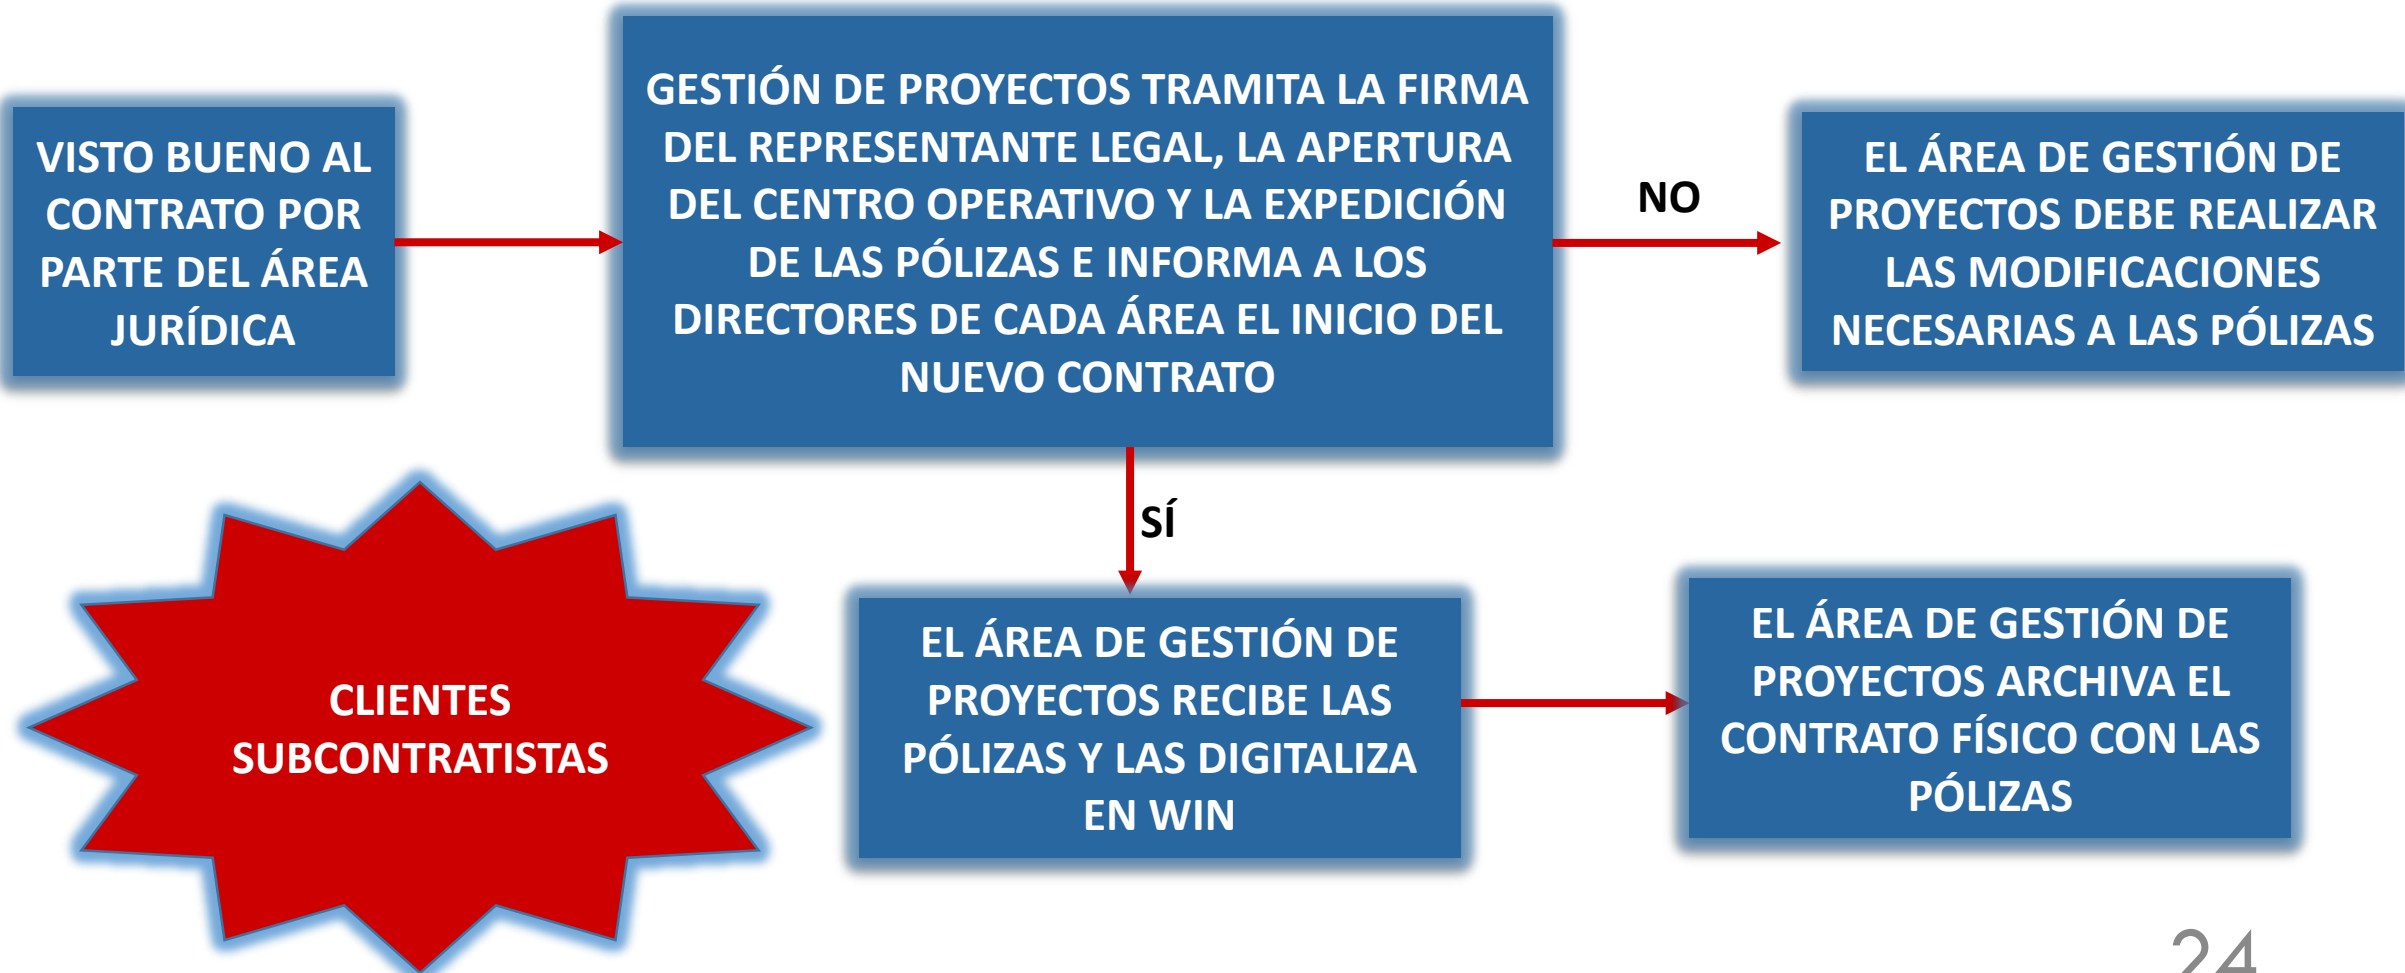 VISTO BUENO AL
CONTRATO POR
PARTE DEL ÁREA
JURÍDICA
GESTIÓN DE PROYECTOS TRAMITA LA FIRMA
DEL REPRESENTANTE LEGAL, LA APERTURA
DEL CENTRO OPERATIVO Y LA EXPEDICIÓN
DE LAS PÓLIZAS E INFORMA A LOS
DIRECTORES DE CADA ÁREA EL INICIO DEL
NUEVO CONTRATO
NO
EL ÁREA DE GESTIÓN DE
PROYECTOS DEBE REALIZAR
LAS MODIFICACIONES
NECESARIAS A LAS PÓLIZAS
SÍ
CLIENTES
SUBCONTRATISTAS
EL ÁREA DE GESTIÓN DE
PROYECTOS RECIBE LAS
PÓLIZAS Y LAS DIGITALIZA
EN WIN
EL ÁREA DE GESTIÓN DE
PROYECTOS ARCHIVA EL
CONTRATO FÍSICO CON LAS
PÓLIZAS
24